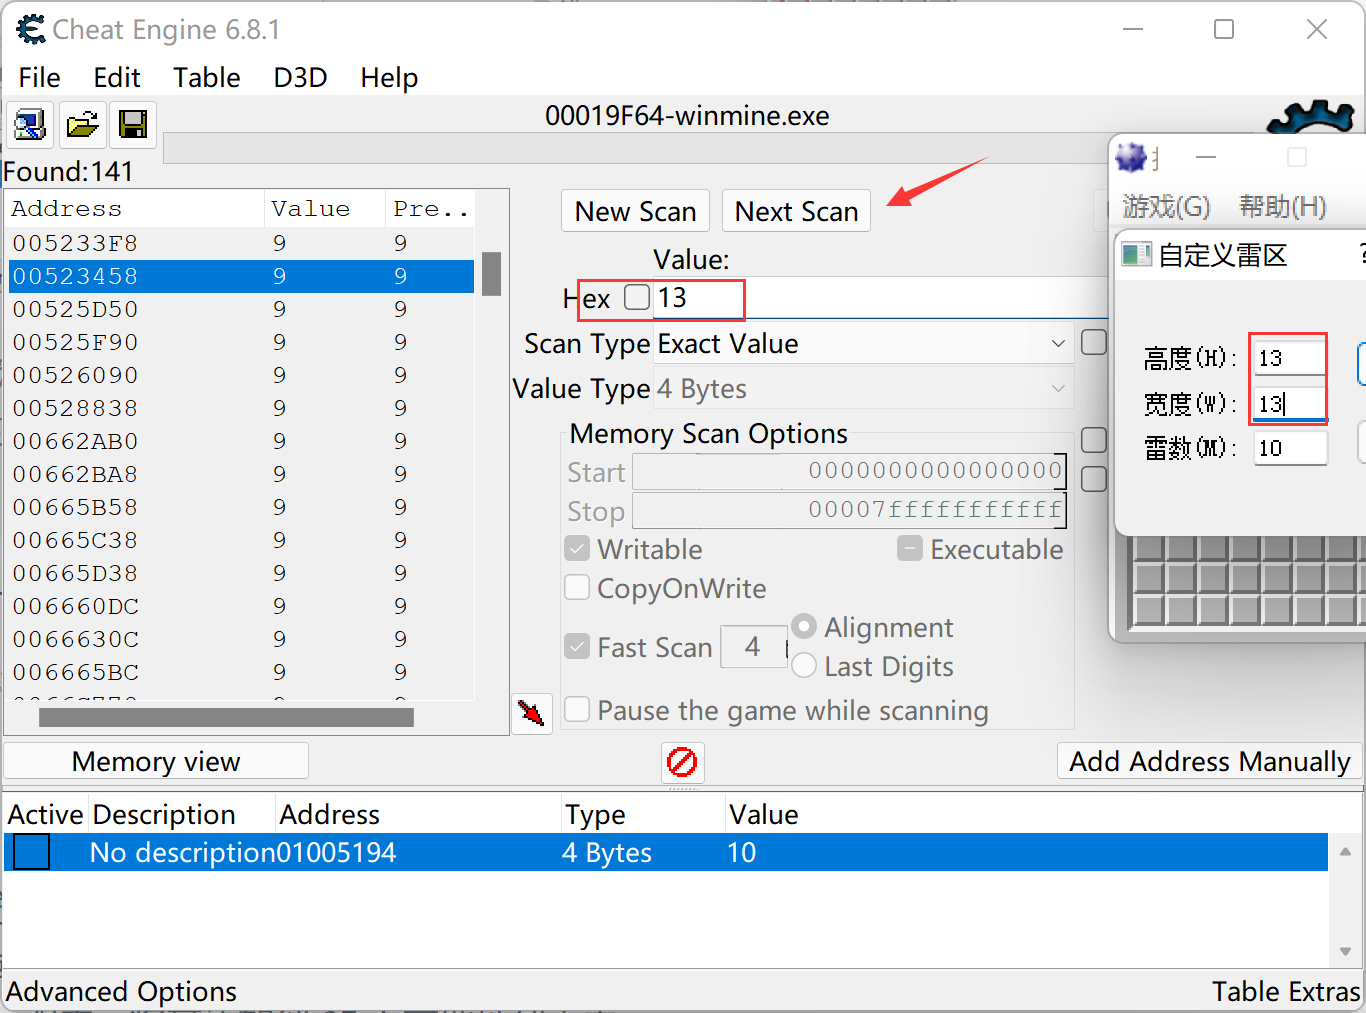 Cheat Engine 6.8.1
File Edit Table D3D Help
00019F64-winmine.exe
Found:141
Address Value Pre..
005233F8 9 9
00523458 9 9
00525D50 9 9
00525F90 9 9
00526090 9 9
00528838 9 9
00662AB0 9 9
00662BA8 9 9
00665B58 9 9
00665C38 9 9
00665D38 9 9
006660DC 9 9
0066630C 9 9
006665BC 9 9
New Scan Next Scan
Value:
Hex 13
Scan Type Exact Value
Value Type 4 Bytes
Memory Scan Options
Start 0000000000000000
Stop 00007fffffffffff
Writable Executable
CopyOnWrite
Fast Scan 4 Alignment
Last Digits
Pause the game while scanning
游戏(G) 帮助(H)
自定义雷区 ?
高度(H): 13
宽度(W): 13
雷数(M): 10
Memory view Add Address Manually
Active Description Address Type Value
No description 01005194 4 Bytes 10
Advanced Options Table Extras